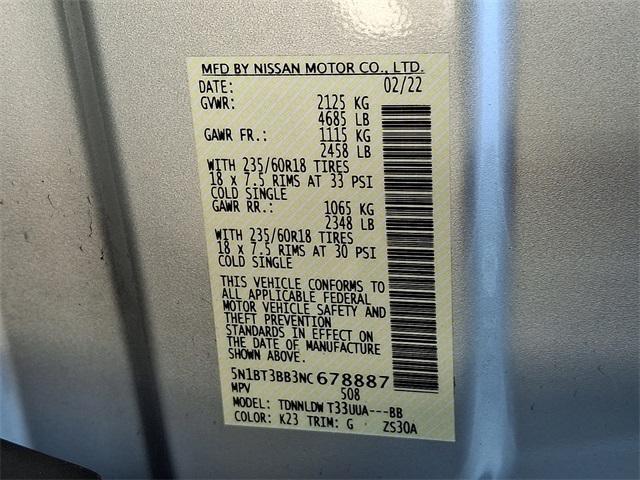 MFD BY NISSAN MOTOR CO., LTD.
DATE: 02/22
GVWR: 2125 KG
4685 LB
GAWR FR.: 1115 KG
2458 LB
WITH 235/60R18 TIRES
18 x 7.5 RIMS AT 33 PSI
COLD SINGLE
GAWR RR.: 1065 KG
2348 LB
WITH 235/60R18 TIRES
18 x 7.5 RIMS AT 30 PSI
COLD SINGLE
THIS VEHICLE CONFORMS TO
ALL APPLICABLE FEDERAL
MOTOR VEHICLE SAFETY AND
THEFT PREVENTION
STANDARDS IN EFFECT ON
THE DATE OF MANUFACTURE
SHOWN ABOVE.
5N1BT3BB3NC678887
MPV 508
MODEL: TDNNLDW T33UUA---BB
COLOR: K23 TRIM: G ZS30A